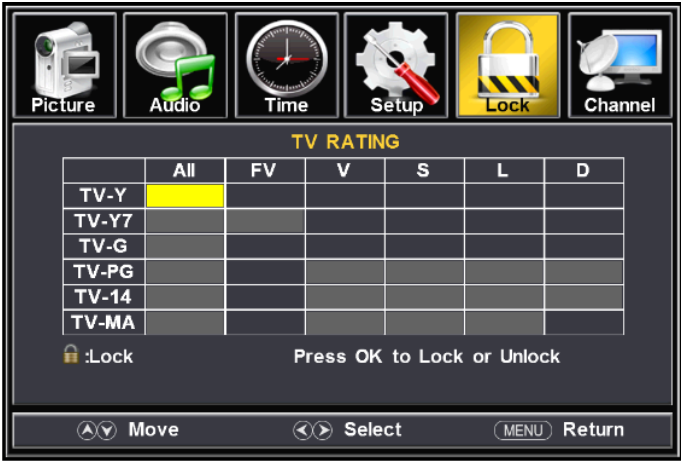 Picture Audio Time Setup Lock Channel
TV RATING
All FV V S L D
TV-Y
TV-Y7
TV-G
TV-PG
TV-14
TV-MA
:Lock Press OK to Lock or Unlock
Move Select MENU Return